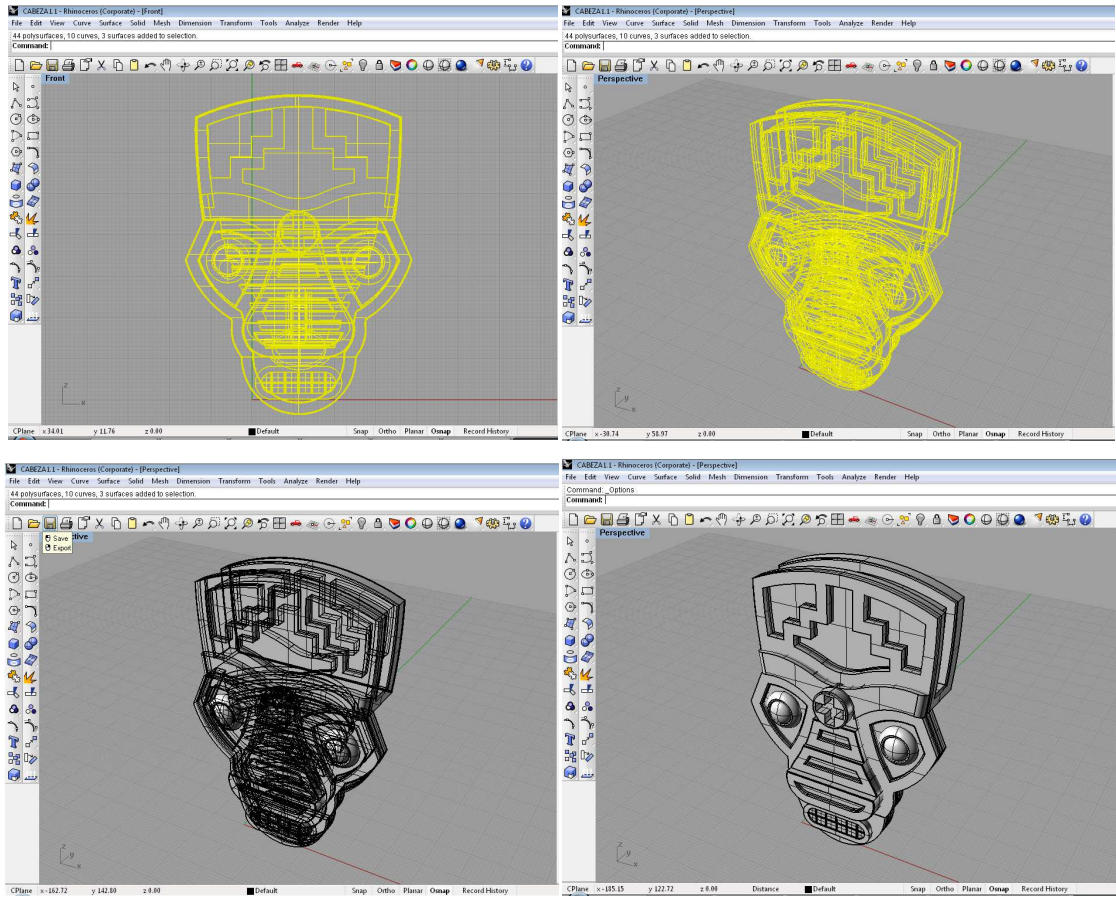 CABEZA1.1 - Rhinoceros (Corporate) - [Front]
File Edit View Curve Surface Solid Mesh Dimension Transform Tools Analyze Render Help
44 polysurfaces, 10 curves, 3 surfaces added to selection.
Command:
Front
z
x
CPlane x 34.01 y 11.76 z 0.00 Default Snap Ortho Planar Osnap Record History
CABEZA1.1 - Rhinoceros (Corporate) - [Perspective]
File Edit View Curve Surface Solid Mesh Dimension Transform Tools Analyze Render Help
44 polysurfaces, 10 curves, 3 surfaces added to selection.
Command:
Perspective
z
y
x
CPlane x -30.74 y 58.97 z 0.00 Default Snap Ortho Planar Osnap Record History
CABEZA1.1 - Rhinoceros (Corporate) - [Perspective]
File Edit View Curve Surface Solid Mesh Dimension Transform Tools Analyze Render Help
44 polysurfaces, 10 curves, 3 surfaces added to selection.
Command:
ctive
Save
Export
z
y
x
CPlane x -162.72 y 142.80 z 0.00 Default Snap Ortho Planar Osnap Record History
CABEZA1.1 - Rhinoceros (Corporate) - [Perspective]
File Edit View Curve Surface Solid Mesh Dimension Transform Tools Analyze Render Help
Command: _Options
Command:
Perspective
z
y
x
CPlane x -185.15 y 122.72 z 0.00 Distance Default Snap Ortho Planar Osnap Record History